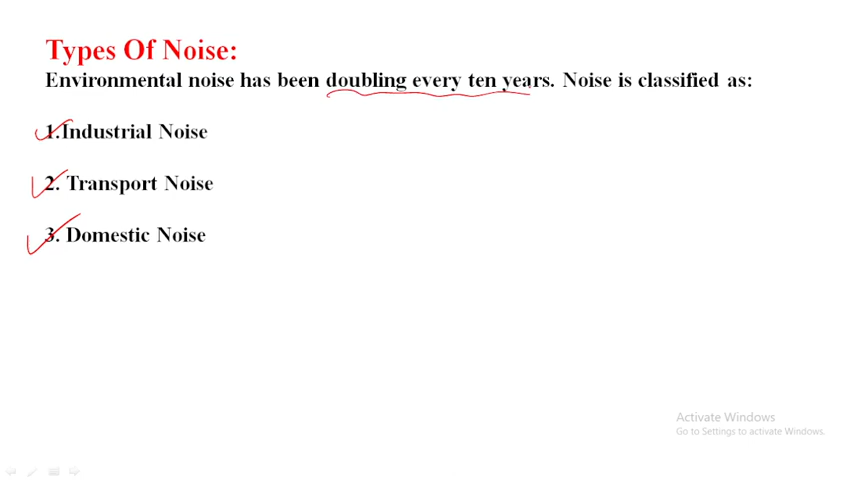 Types Of Noise:
Environmental noise has been doubling every ten years. Noise is classified as:
1.Industrial Noise
2. Transport Noise
3. Domestic Noise
Activate Windows
Go to Settings to activate Windows.